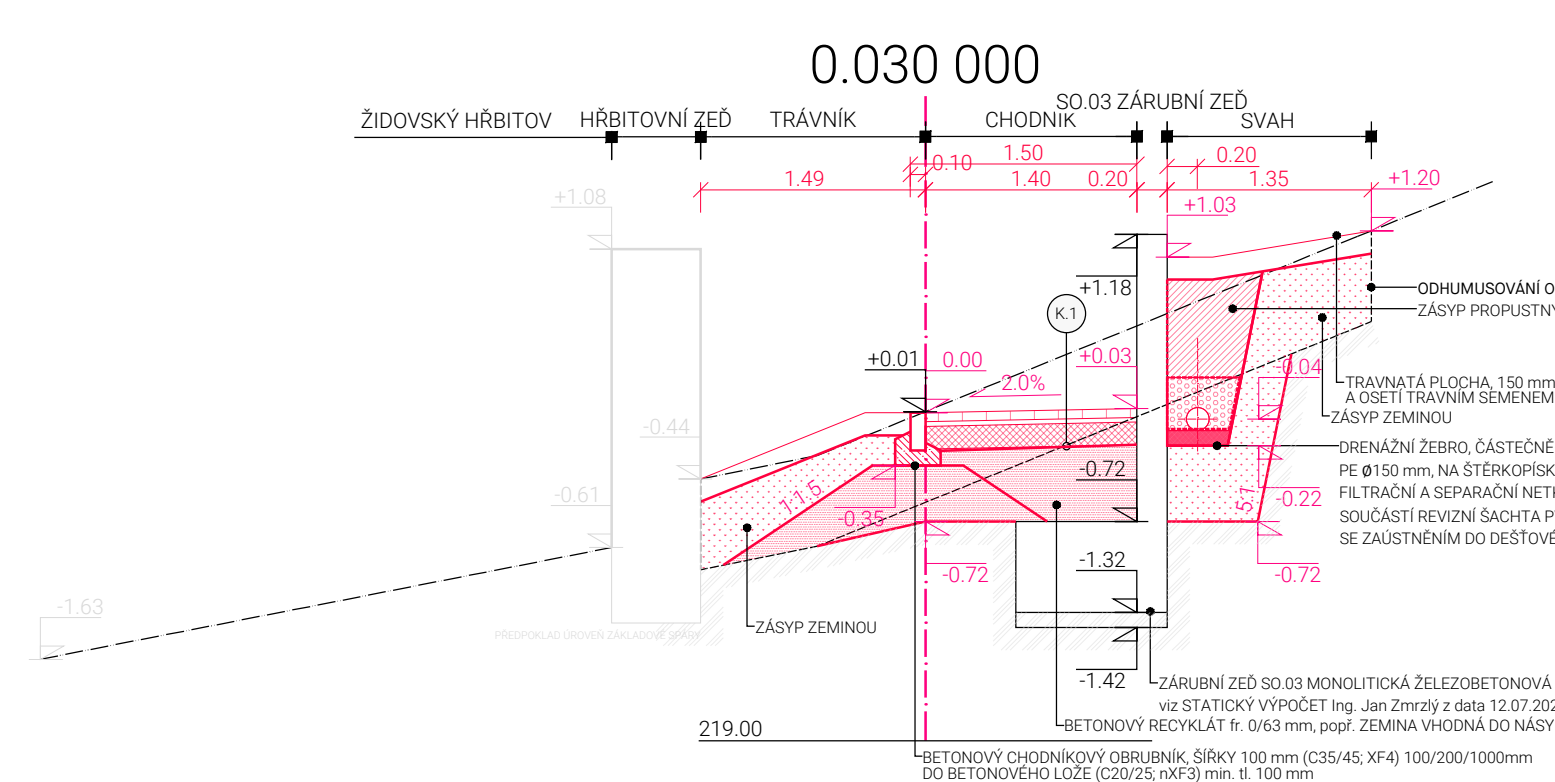 0.030 000
SO.03 ZÁRUBNÍ ZEĎ
ŽIDOVSKÝ HŘBITOV
HŘBITOVNÍ ZEĎ
TRÁVNÍK
CHODNÍK
SVAH
1.50
0.20
0.10
1.49
1.40
0.20
1.35
+1.20
+1.08
+1.03
+1.18
ODHUMUSOVÁNÍ O
ZÁSYP PROPUSTNÝ
K.1
+0.01
0.00
+0.03
-0.04
2.0%
TRAVNATÁ PLOCHA, 150 mm
A OSETÍ TRAVNÍM SEMENEM
ZÁSYP ZEMINOU
-0.44
DRENÁŽNÍ ŽEBRO, ČÁSTEČNĚ
-0.72
PE Ø150 mm, NA ŠTĚRKOPÍSK
-0.61
1:1.5
5:1
-0.22
FILTRAČNÍ A SEPARAČNÍ
-0.35
SOUČÁSTÍ REVIZNÍ ŠACHTA
SE ZAÚSTNĚNÍM DO DEŠŤOVÉ
-1.32
-0.72
-0.72
-1.63
PŘEDPOKLAD ÚROVEŇ ZÁKLADOVÉ SPÁRY
ZÁSYP ZEMINOU
-1.42
ZÁRUBNÍ ZEĎ SO.03 MONOLITICKÁ ŽELEZOBETONOVÁ
viz STATICKÝ VÝPOČET Ing. Jan Zmrzlý z data 12.07.202
BETONOVÝ RECYKLÁT fr. 0/63 mm, popř. ZEMINA VHODNÁ DO NÁSY
219.00
BETONOVÝ CHODNÍKOVÝ OBRUBNÍK, ŠÍŘKY 100 mm (C35/45; XF4) 100/200/1000mm
DO BETONOVÉHO LOŽE (C20/25; nXF3) min. tl. 100 mm